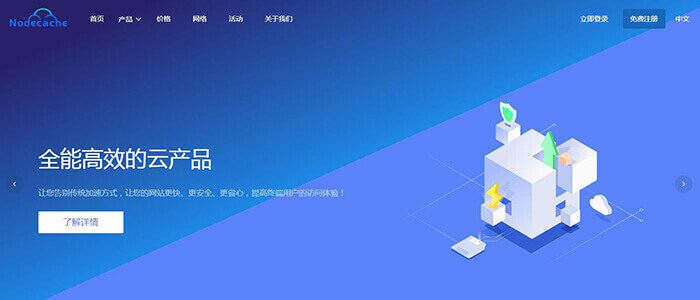 Nodecache
首页 产品 价格 网络 活动 关于我们 立即登录 免费注册 中文
全能高效的云产品
让您告别传统加速方式，让您的网站更快、更安全、更省心，提高终端用户的访问体验！
了解详情